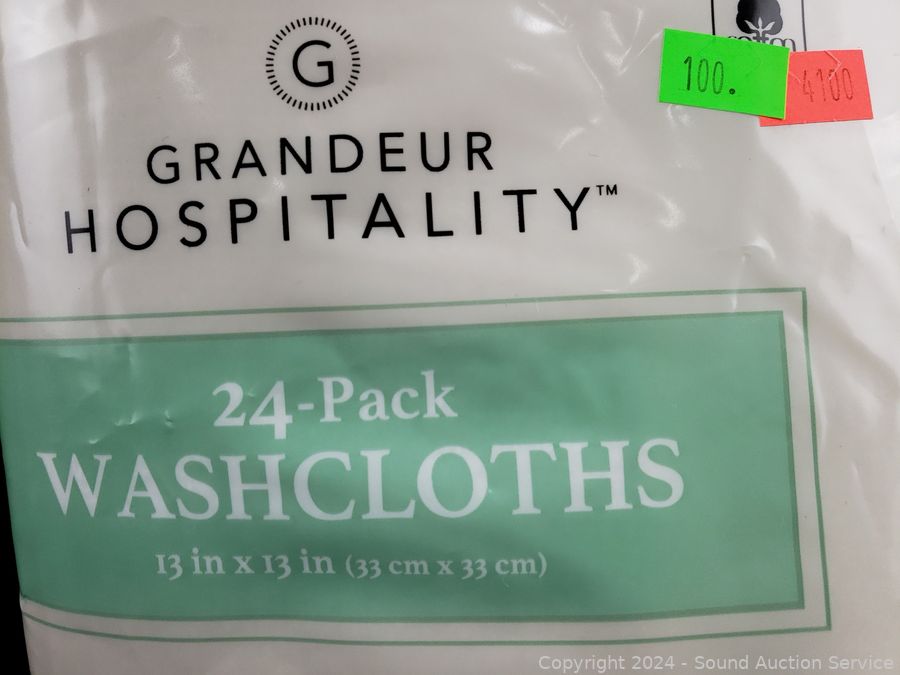 G
GRANDEUR
HOSPITALITY™
100.
4100
24-Pack
WASHCLOTHS
13 in x 13 in (33 cm x 33 cm)
Copyright 2024 - Sound Auction Service